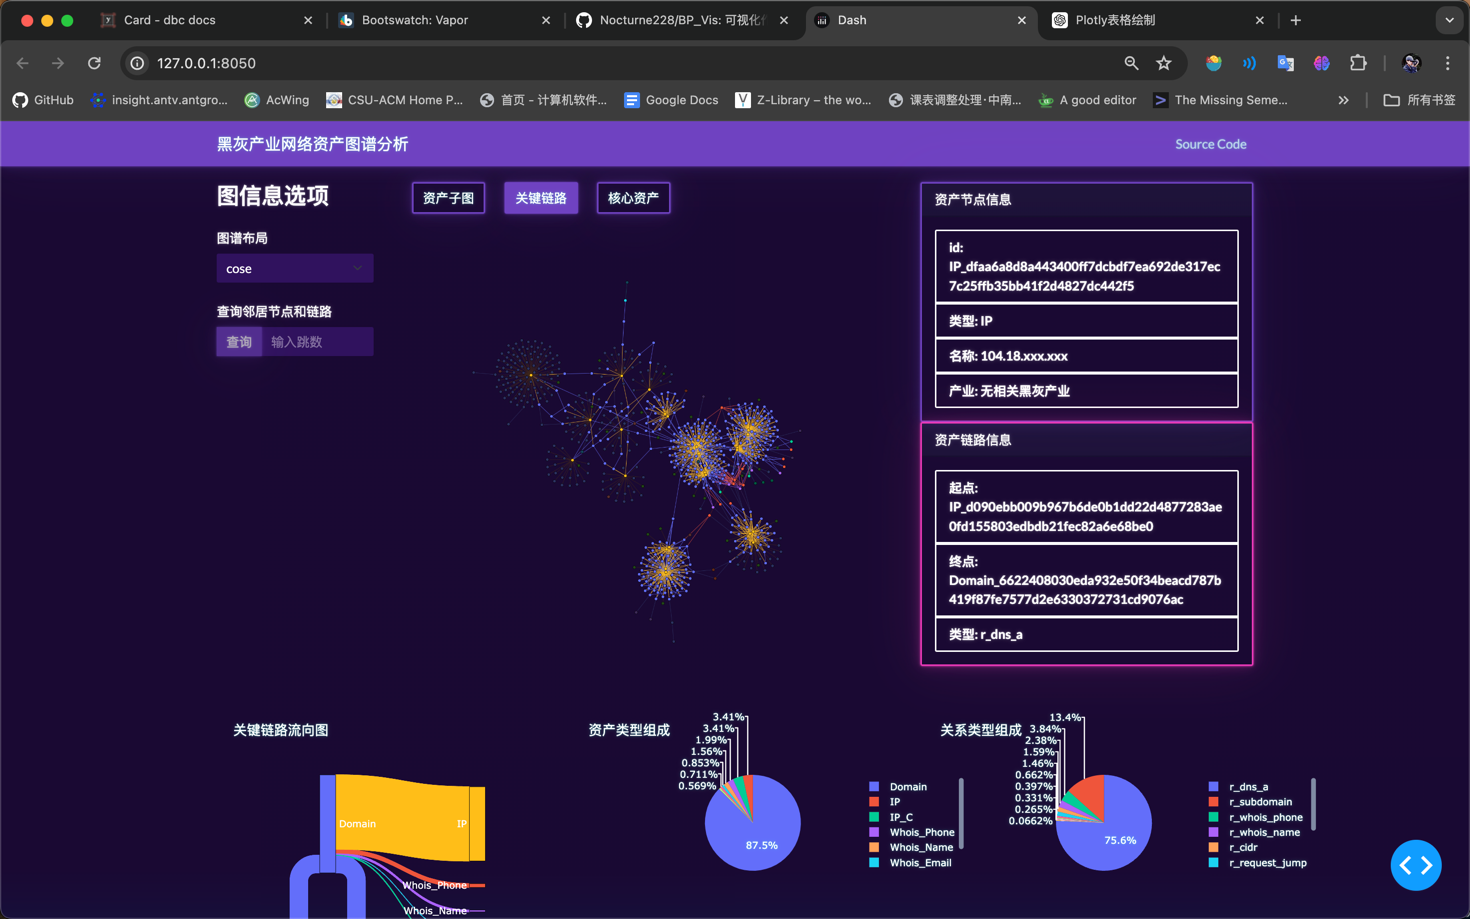 Card - dbc docs
Bootswatch: Vapor
Nocturne228/BP_Vis: 可视化
Dash
Plotly表格绘制
127.0.0.1:8050
GitHub
insight.antv.antgro...
AcWing
CSU-ACM Home P...
首页 - 计算机软件...
Google Docs
Z-Library – the wo...
课表调整处理·中南...
A good editor
The Missing Seme...
所有书签
黑灰产业网络资产图谱分析
Source Code
图信息选项
资产子图
关键链路
核心资产
图谱布局
cose
查询邻居节点和链路
查询
输入跳数
资产节点信息
id:
IP_dfaa6a8d8a443400ff7dcbdf7ea692de317ec
7c25ffb35bb41f2d4827dc442f5
类型: IP
名称: 104.18.xxx.xxx
产业: 无相关黑灰产业
资产链路信息
起点:
IP_d090ebb009b967b6de0b1dd22d4877283ae
0fd155803edbdb21fec82a6e68be0
终点:
Domain_6622408030eda932e50f34beacd787b
419f87fe7577d2e6330372731cd9076ac
类型: r_dns_a
关键链路流向图
Domain
IP
Whois_Phone
Whois_Name
资产类型组成
3.41%
3.41%
1.99%
1.56%
0.853%
0.711%
0.569%
87.5%
Domain
IP
IP_C
Whois_Phone
Whois_Name
Whois_Email
关系类型组成
13.4%
3.84%
2.38%
1.59%
1.46%
0.662%
0.397%
0.331%
0.265%
0.0662%
75.6%
r_dns_a
r_subdomain
r_whois_phone
r_whois_name
r_cidr
r_request_jump